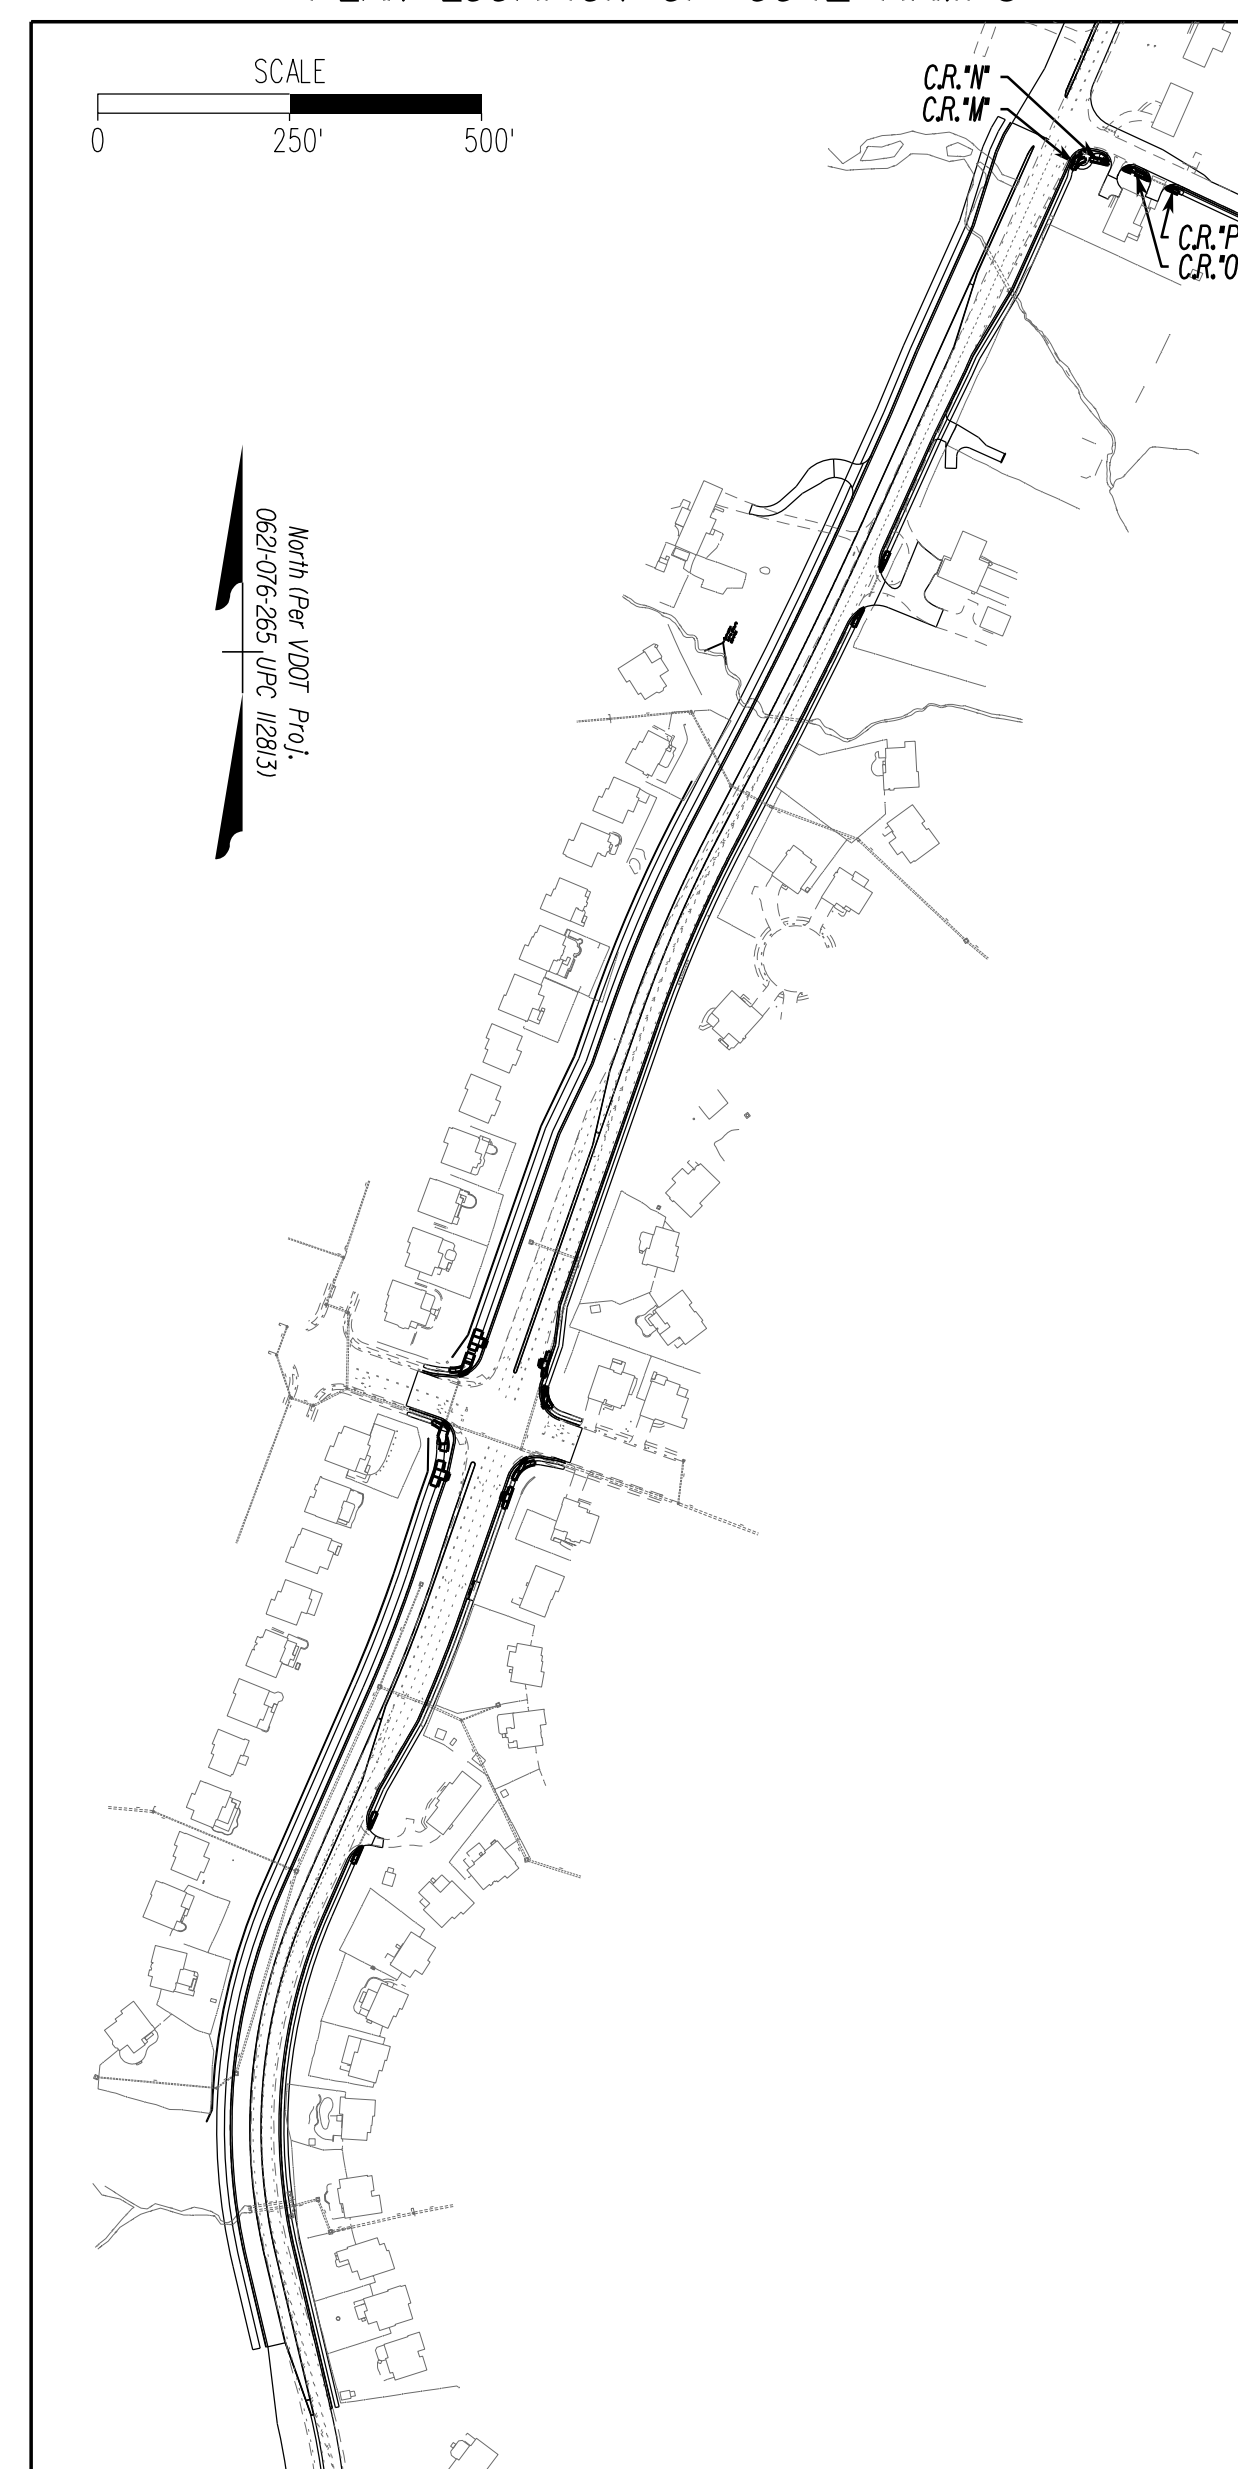 SCALE
0 250' 500'
C.R."N"
C.R."M"
C.R."P
C.R."O
North (Per VDOT Proj.
0621-076-265, UPC 112813)